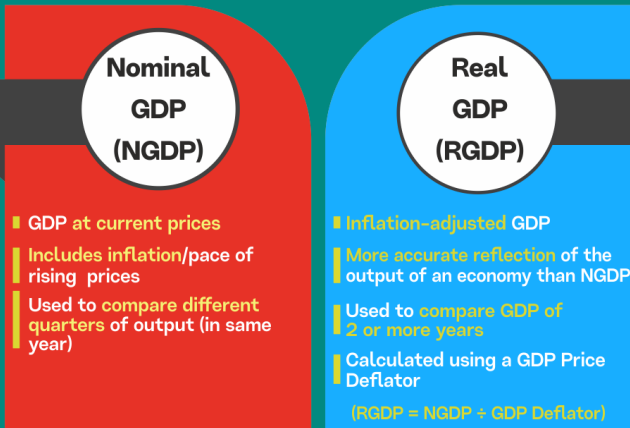 Nominal
GDP
(NGDP)
GDP at current prices
Includes inflation/pace of
rising prices
Used to compare different
quarters of output (in same
year)
Real
GDP
(RGDP)
Inflation-adjusted GDP
More accurate reflection of the
output of an economy than NGDP
Used to compare GDP of
2 or more years
Calculated using a GDP Price
Deflator
(RGDP = NGDP ÷ GDP Deflator)